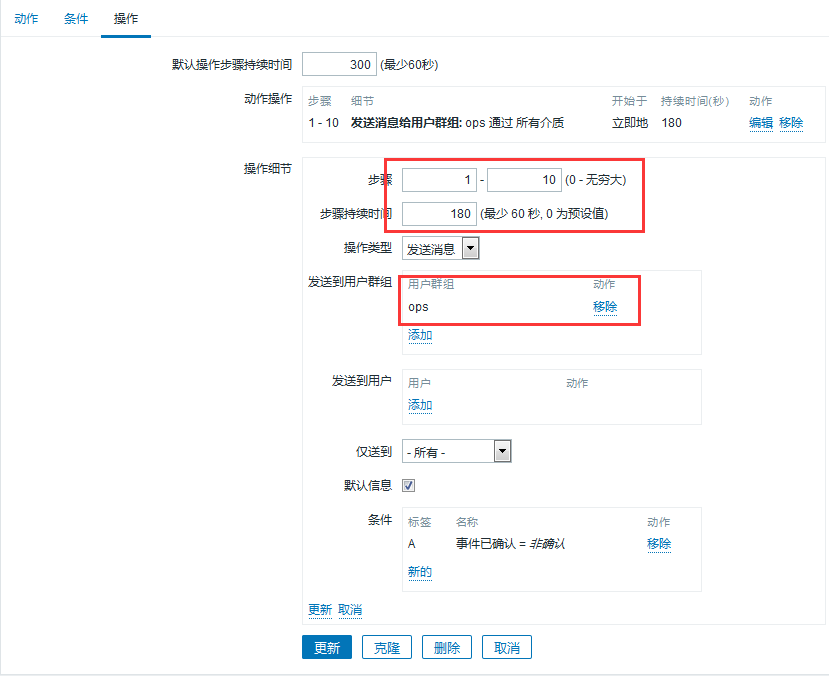 动作 条件 操作
默认操作步骤持续时间 300 (最少60秒)
动作操作 步骤 细节 开始于 持续时间(秒) 动作
1 - 10 发送消息给用户群组: ops 通过 所有介质 立即地 180 编辑 移除
操作细节
步骤 1 - 10 (0 - 无穷大)
步骤持续时间 180 (最少 60 秒, 0 为预设值)
操作类型 发送消息
发送到用户群组 用户群组 动作
ops 移除
添加
发送到用户 用户 动作
添加
仅送到 - 所有 -
默认信息
条件 标签 名称 动作
A 事件已确认 = 非确认 移除
新的
更新 取消
更新 克隆 删除 取消